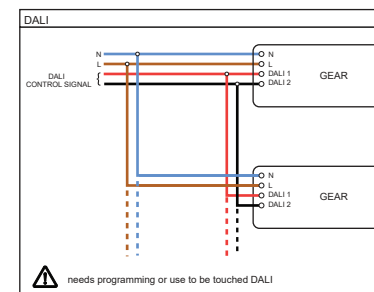 DALI
N
L
DALI
CONTROL SIGNAL {
N
L
DALI 1
DALI 2
GEAR
N
L
DALI 1
DALI 2
GEAR
needs programming or use to be touched DALI